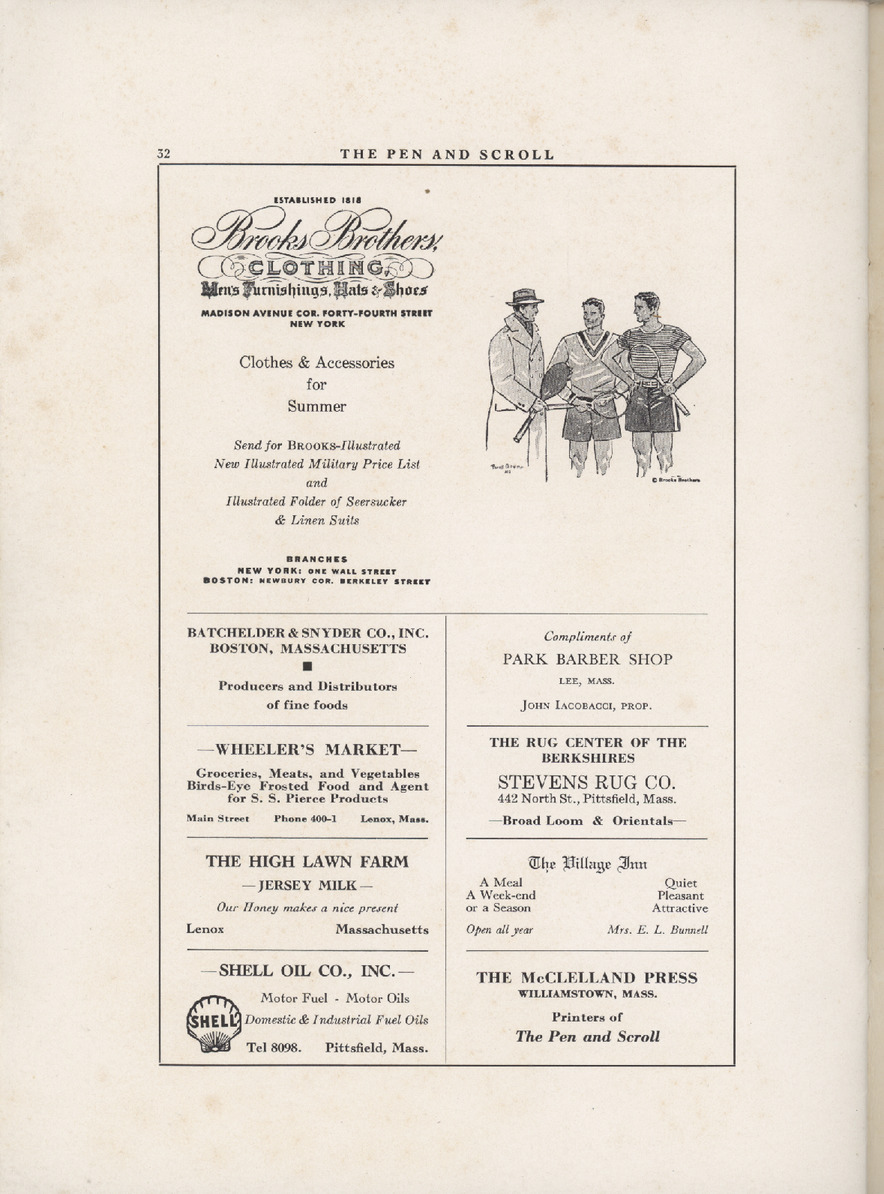 32
THE PEN AND SCROLL
ESTABLISHED 1818
Brooks Brothers,
CLOTHING,
Men's Furnishings, Hats & Shoes
MADISON AVENUE COR. FORTY-FOURTH STREET
NEW YORK
Clothes & Accessories
for
Summer
Send for BROOKS-Illustrated
New Illustrated Military Price List
and
Illustrated Folder of Seersucker
& Linen Suits
BRANCHES
NEW YORK: ONE WALL STREET
BOSTON: NEWBURY COR. BERKELEY STREET
© Brooks Brothers
BATCHELDER & SNYDER CO., INC.
BOSTON, MASSACHUSETTS
Producers and Distributors
of fine foods
—WHEELER'S MARKET—
Groceries, Meats, and Vegetables
Birds-Eye Frosted Food and Agent
for S. S. Pierce Products
Main Street Phone 400-1 Lenox, Mass.
THE HIGH LAWN FARM
—JERSEY MILK—
Our Honey makes a nice present
Lenox Massachusetts
—SHELL OIL CO., INC.—
Motor Fuel - Motor Oils
SHELL
Domestic & Industrial Fuel Oils
Tel 8098. Pittsfield, Mass.
Compliments of
PARK BARBER SHOP
LEE, MASS.
JOHN IACOBACCI, PROP.
THE RUG CENTER OF THE
BERKSHIRES
STEVENS RUG CO.
442 North St., Pittsfield, Mass.
—Broad Loom & Orientals—
The Village Inn
A Meal Quiet
A Week-end Pleasant
or a Season Attractive
Open all year Mrs. E. L. Bunnell
THE McCLELLAND PRESS
WILLIAMSTOWN, MASS.
Printers of
The Pen and Scroll